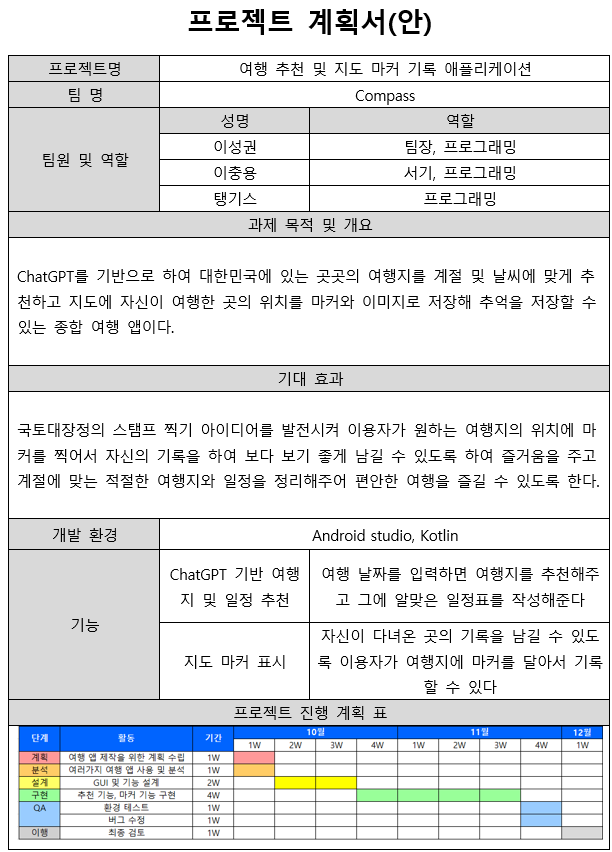 프로젝트 계획서(안)
프로젝트명 여행 추천 및 지도 마커 기록 애플리케이션
팀 명 Compass
팀원 및 역할
성명 역할
이성권 팀장, 프로그래밍
이충용 서기, 프로그래밍
탱기스 프로그래밍
과제 목적 및 개요
ChatGPT를 기반으로 하여 대한민국에 있는 곳곳의 여행지를 계절 및 날씨에 맞게 추
천하고 지도에 자신이 여행한 곳의 위치를 마커와 이미지로 저장해 추억을 저장할 수
있는 종합 여행 앱이다.
기대 효과
국토대장정의 스탬프 찍기 아이디어를 발전시켜 이용자가 원하는 여행지의 위치에 마
커를 찍어서 자신의 기록을 하여 보다 보기 좋게 남길 수 있도록 하여 즐거움을 주고
계절에 맞는 적절한 여행지와 일정을 정리해주어 편안한 여행을 즐길 수 있도록 한다.
개발 환경 Android studio, Kotlin
기능
ChatGPT 기반 여행
지 및 일정 추천
여행 날짜를 입력하면 여행지를 추천해주
고 그에 알맞은 일정표를 작성해준다
지도 마커 표시
자신이 다녀온 곳의 기록을 남길 수 있도
록 이용자가 여행지에 마커를 달아서 기록
할 수 있다
프로젝트 진행 계획 표
단계 활동 기간 10월 11월 12월
1W 2W 3W 4W 1W 2W 3W 4W 1W
계획 여행 앱 제작을 위한 계획 수립 1W
분석 여러가지 여행 앱 사용 및 분석 1W
설계 GUI 및 기능 설계 2W
구현 추천 기능, 마커 기능 구현 4W
QA 환경 테스트 1W
버그 수정 1W
이행 최종 검토 1W